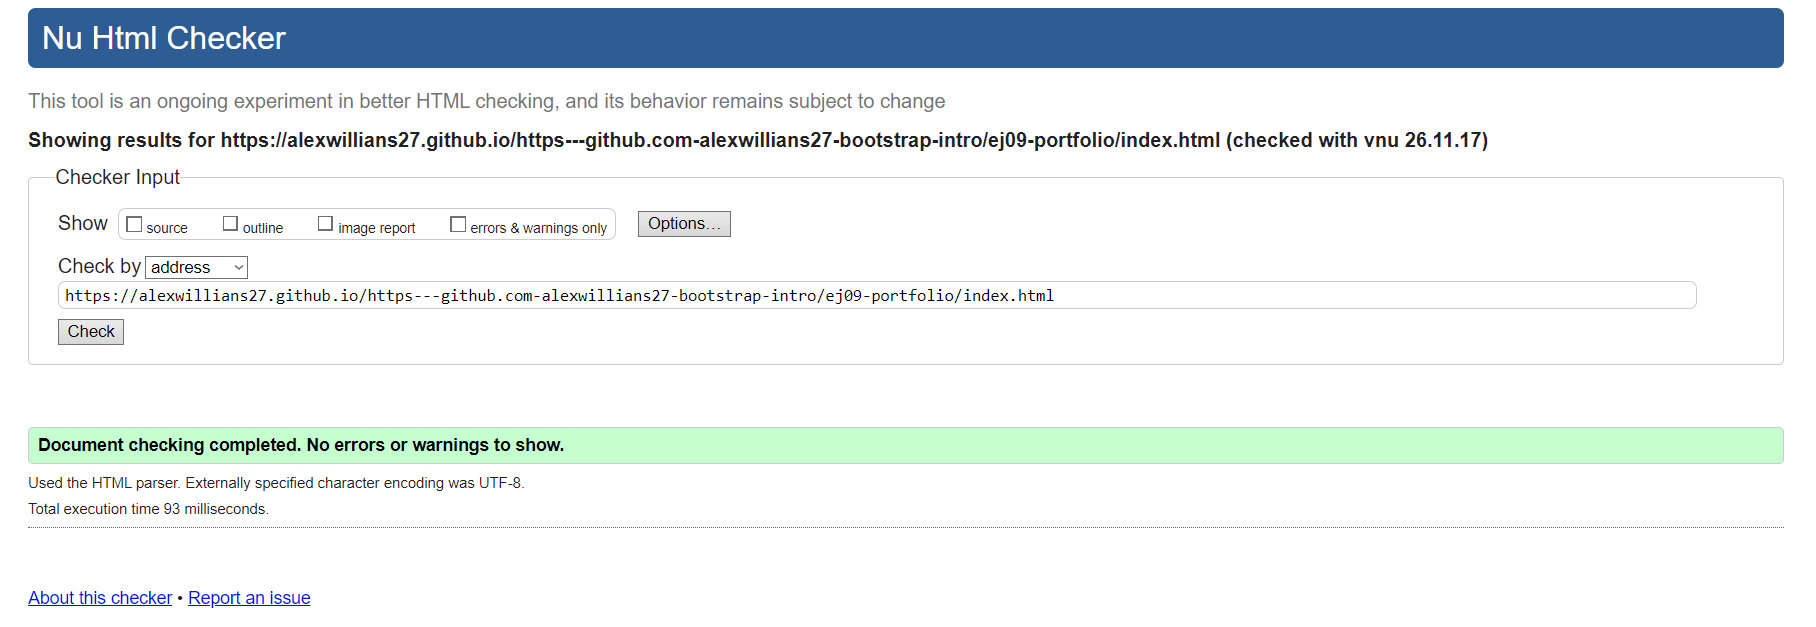 Nu Html Checker
This tool is an ongoing experiment in better HTML checking, and its behavior remains subject to change
Showing results for https://alexwillians27.github.io/https---github.com-alexwillians27-bootstrap-intro/ej09-portfolio/index.html (checked with vnu 26.11.17)
Checker Input
Show source outline image report errors & warnings only Options...
Check by address
https://alexwillians27.github.io/https---github.com-alexwillians27-bootstrap-intro/ej09-portfolio/index.html
Check
Document checking completed. No errors or warnings to show.
Used the HTML parser. Externally specified character encoding was UTF-8.
Total execution time 93 milliseconds.
About this checker • Report an issue